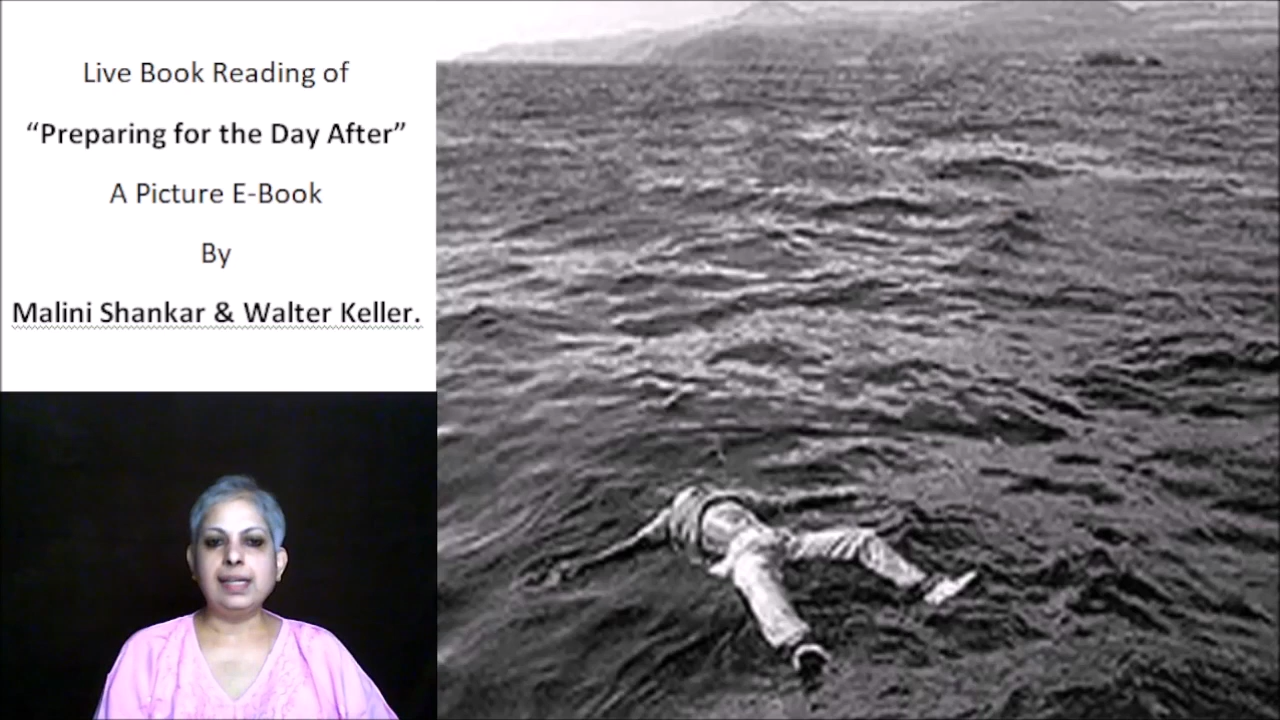 Live Book Reading of
“Preparing for the Day After”
A Picture E-Book
By
Malini Shankar & Walter Keller.